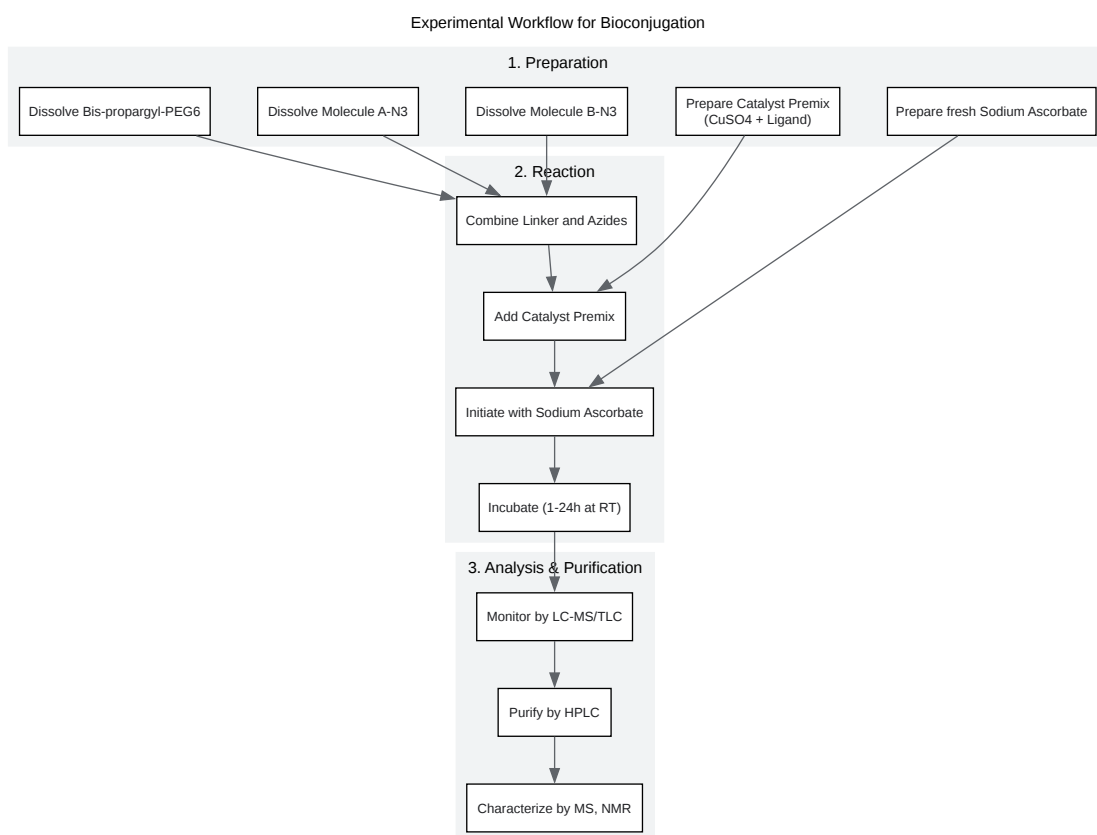 Experimental Workflow for Bioconjugation
1. Preparation
Dissolve Bis-propargyl-PEG6
Dissolve Molecule A-N3
Dissolve Molecule B-N3
Prepare Catalyst Premix
(CuSO4 + Ligand)
Prepare fresh Sodium Ascorbate
2. Reaction
Combine Linker and Azides
Add Catalyst Premix
Initiate with Sodium Ascorbate
Incubate (1-24h at RT)
3. Analysis & Purification
Monitor by LC-MS/TLC
Purify by HPLC
Characterize by MS, NMR